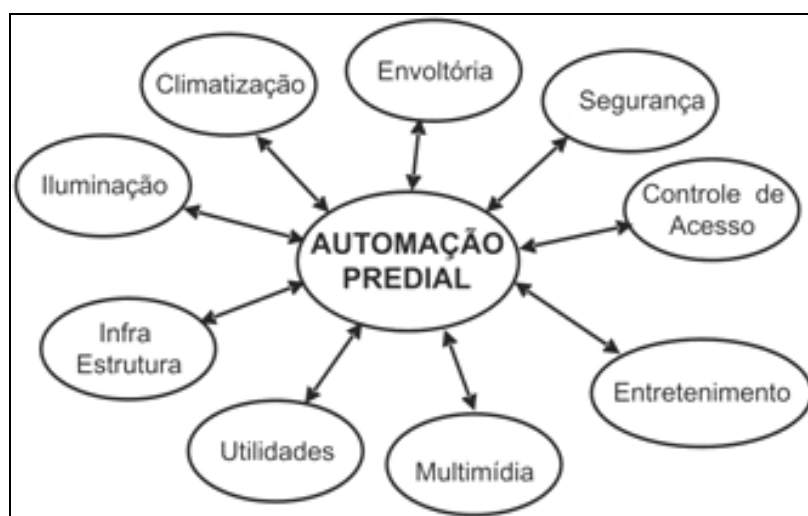 Climatização
Envoltória
Segurança
Iluminação
Controle de
Acesso
AUTOMAÇÃO
PREDIAL
Infra
Estrutura
Entretenimento
Utilidades
Multimídia